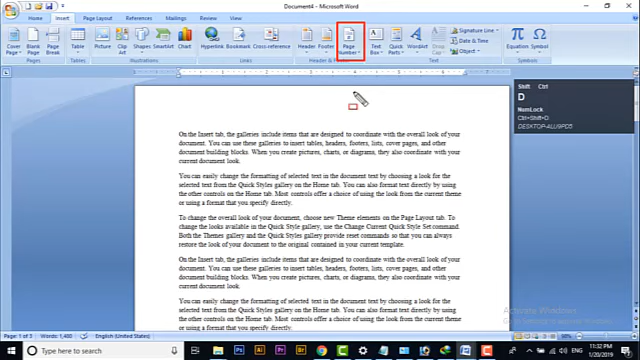 Document4 - Microsoft Word
Home Insert Page Layout References Mailings Review View
Cover Page Blank Page Page Break Table Picture Clip Art Shapes SmartArt Chart Hyperlink Bookmark Cross-reference Header Footer Page Number Text Box Quick Parts WordArt Drop Cap Signature Line Date & Time Object Equation Symbol
Pages Tables Illustrations Links Header & F Text Symbols
Shift Ctrl
D
NumLock
Ctrl+Shift+D
On the Insert tab, the galleries include items that are designed to coordinate with the overall look of your
document. You can use these galleries to insert tables, headers, footers, lists, cover pages, and other
document building blocks. When you create pictures, charts, or diagrams, they also coordinate with your
current document look.
You can easily change the formatting of selected text in the document text by choosing a look for the
selected text from the Quick Styles gallery on the Home tab. You can also format text directly by using
the other controls on the Home tab. Most controls offer a choice of using the look from the current theme
or using a format that you specify directly.
To change the overall look of your document, choose new Theme elements on the Page Layout tab. To
change the looks available in the Quick Style gallery, use the Change Current Quick Style Set command.
Both the Themes gallery and the Quick Styles gallery provide reset commands so that you can always
restore the look of your document to the original contained in your current template.
On the Insert tab, the galleries include items that are designed to coordinate with the overall look of your
document. You can use these galleries to insert tables, headers, footers, lists, cover pages, and other
document building blocks. When you create pictures, charts, or diagrams, they also coordinate with your
current document look.
You can easily change the formatting of selected text in the document text by choosing a look for the
selected text from the Quick Styles gallery on the Home tab. You can also format text directly by using
the other controls on the Home tab. Most controls offer a choice of using the look from the current theme
or using a format that you specify directly.
Activate Windows
Page: 1 of 3 Words: 1,480 English (United States)
Type here to search
ENG
11:32 PM
1/20/2019